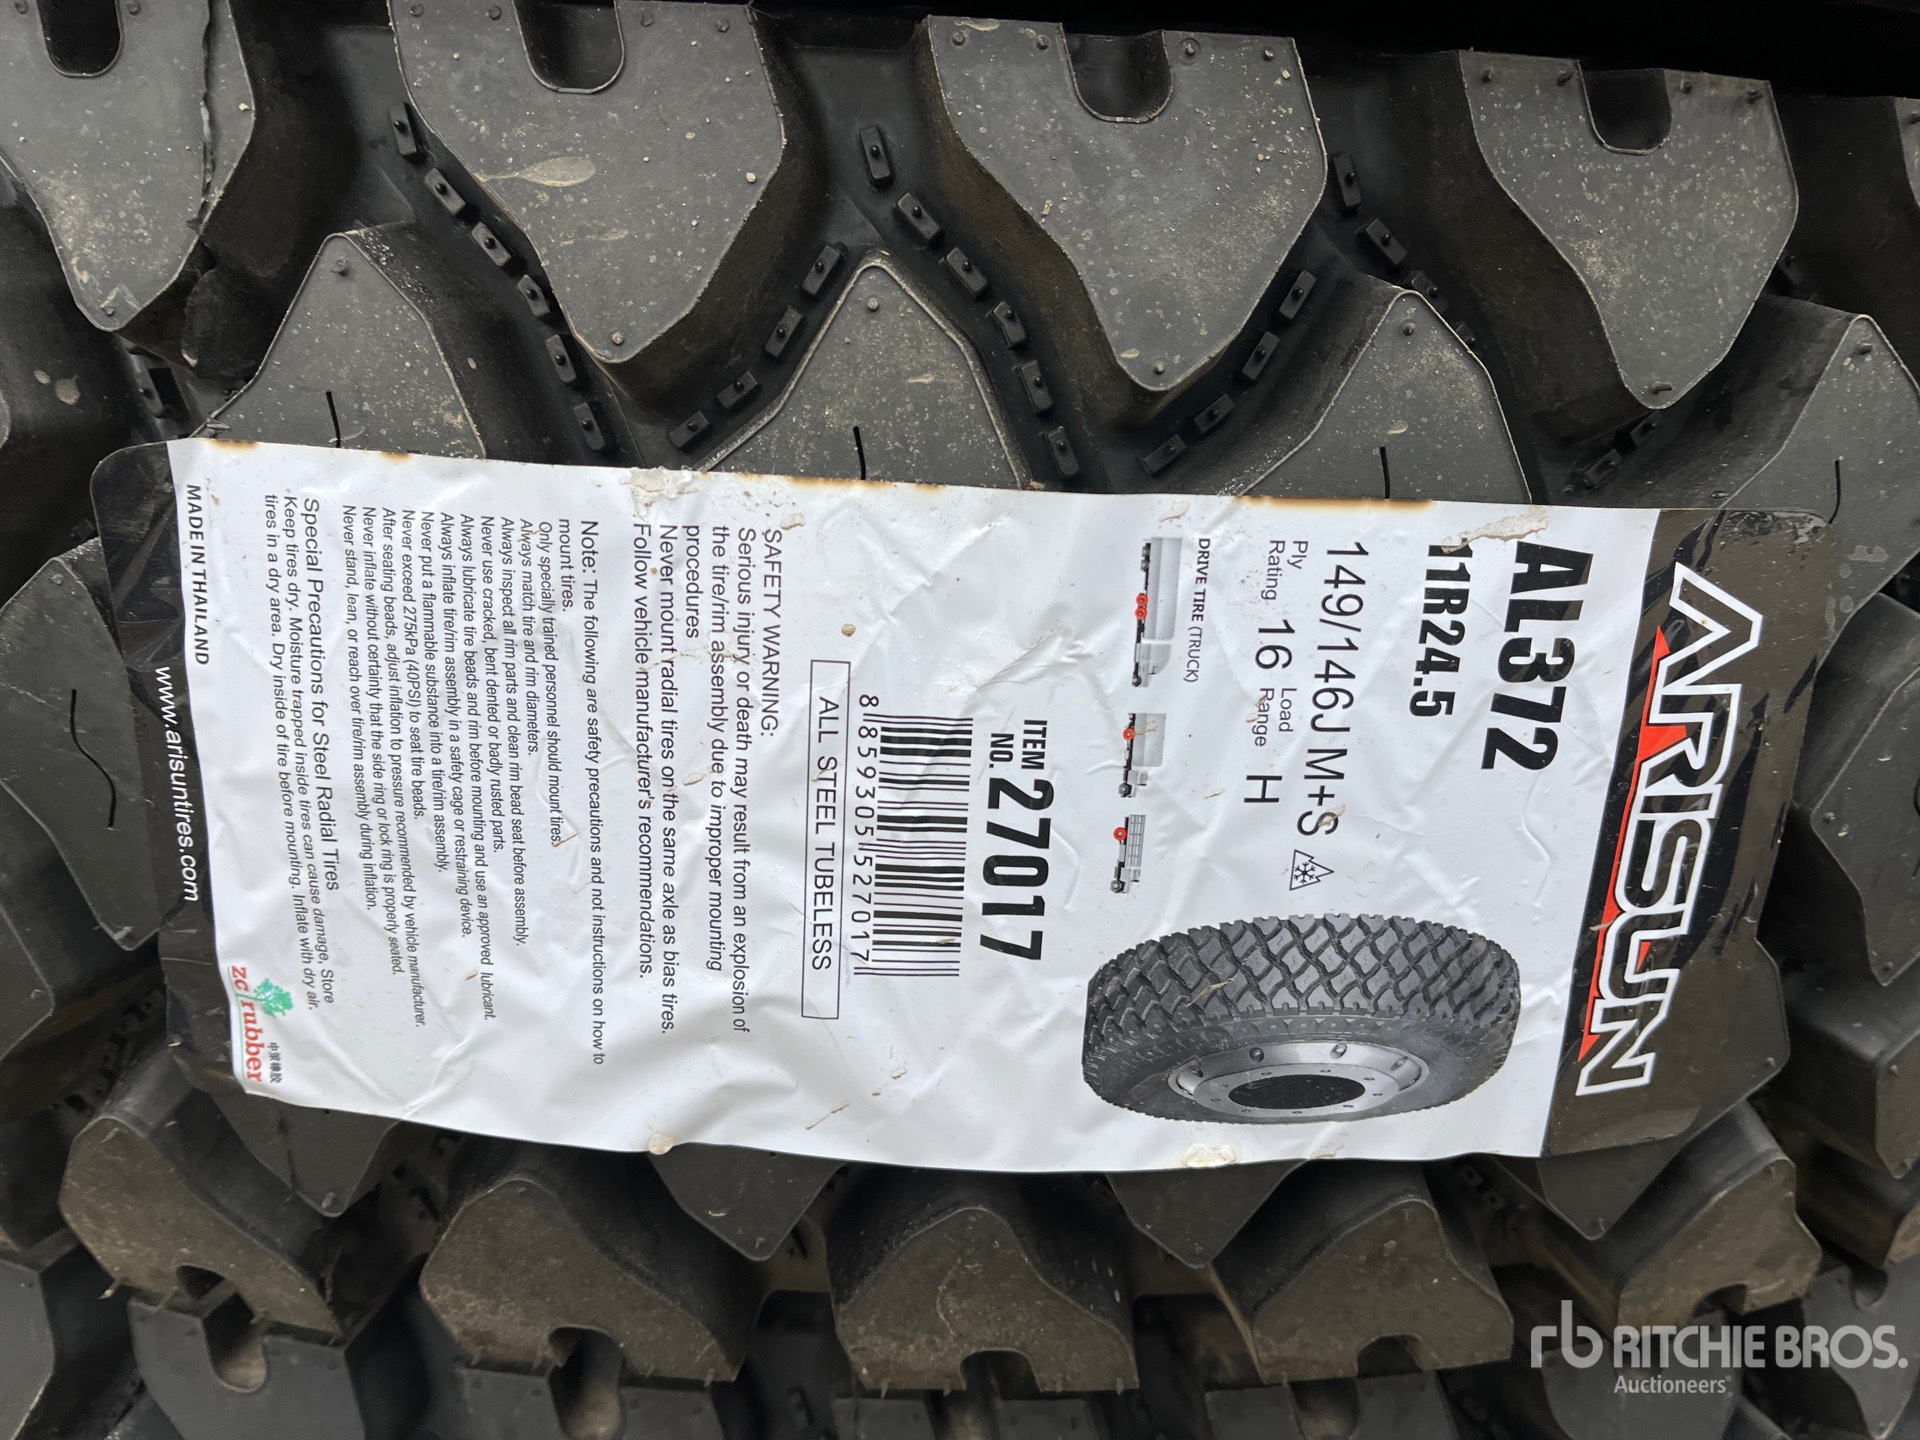 ARISUN
AL372
11R24.5
149/146J M+S
Ply
Rating
16
Load
Range
H
DRIVE TIRE (TRUCK)
ITEM
NO. 27017
8 859305 527017
ALL STEEL TUBELESS
SAFETY WARNING:
Serious injury or death may result from an explosion of
the tire/rim assembly due to improper mounting
procedures
Never mount radial tires on the same axle as bias tires.
Follow vehicle manufacturer's recommendations.
Note: The following are safety precautions and not instructions on how to
mount tires.
Only specially trained personnel should mount tires.
Always match tire and rim diameters.
Always inspect all rim parts and clean rim bead seat before assembly.
Never use cracked, bent dented or badly rusted parts.
Always lubricate tire beads and rim before mounting and use an approved lubricant.
Always inflate tire/rim assembly in a safety cage or restraining device.
Never put a flammable substance into a tire/rim assembly.
Never exceed 275kPa (40PSI) to seat tire beads.
After seating beads, adjust inflation to pressure recommended by vehicle manufacturer.
Never inflate without certainty that the side ring or lock ring is properly seated.
Never stand, lean, or reach over tire/rim assembly during inflation.
Special Precautions for Steel Radial Tires
Keep tires dry. Moisture trapped inside tires can cause damage, Store
tires in a dry area. Dry inside of tire before mounting. Inflate with dry air.
zc rubber
中策橡胶
MADE IN THAILAND
www.arisuntires.com
rb RITCHIE BROS.
Auctioneers